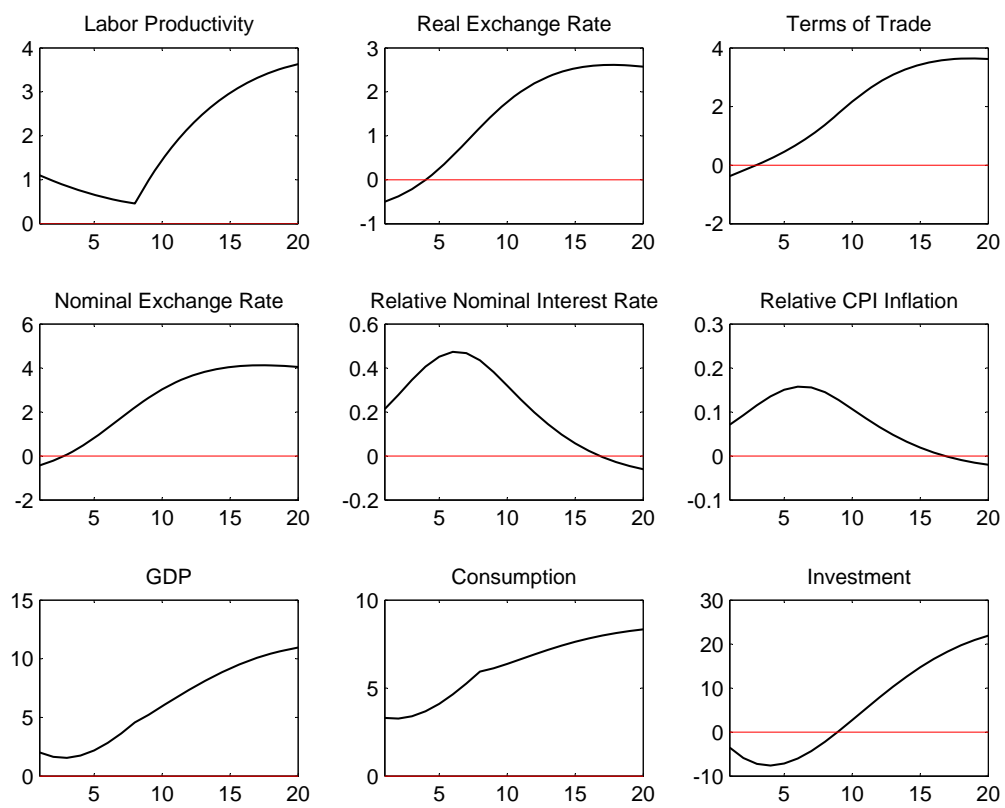 Labor Productivity
4
3
2
1
0
5 10 15 20
Real Exchange Rate
3
2
1
0
-1
5 10 15 20
Terms of Trade
4
2
0
-2
5 10 15 20
Nominal Exchange Rate
6
4
2
0
-2
5 10 15 20
Relative Nominal Interest Rate
0.6
0.4
0.2
0
-0.2
5 10 15 20
Relative CPI Inflation
0.3
0.2
0.1
0
-0.1
5 10 15 20
GDP
15
10
5
0
5 10 15 20
Consumption
10
5
0
5 10 15 20
Investment
30
20
10
0
-10
5 10 15 20